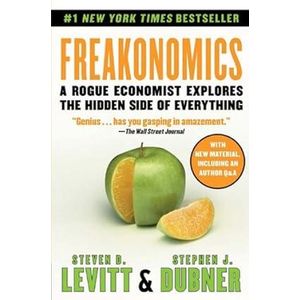 #1 NEW YORK TIMES BESTSELLER
FREAKONOMICS
A ROGUE ECONOMIST EXPLORES
THE HIDDEN SIDE OF EVERYTHING
"Genius... has you gasping in amazement."
—The Wall Street Journal
WITH
NEW MATERIAL,
INCLUDING AN
AUTHOR Q&A
STEVEN D. STEPHEN J.
LEVITT & DUBNER